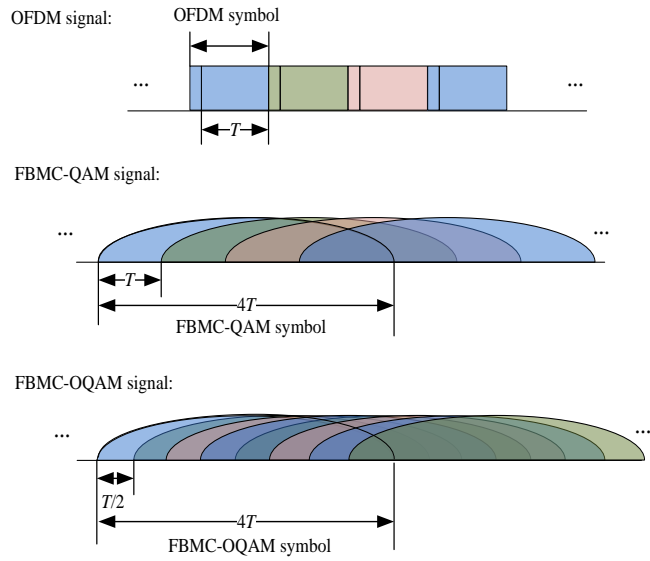 OFDM signal:
OFDM symbol
...
...
T
FBMC-QAM signal:
...
...
T
4T
FBMC-QAM symbol
FBMC-OQAM signal:
...
...
T/2
4T
FBMC-OQAM symbol